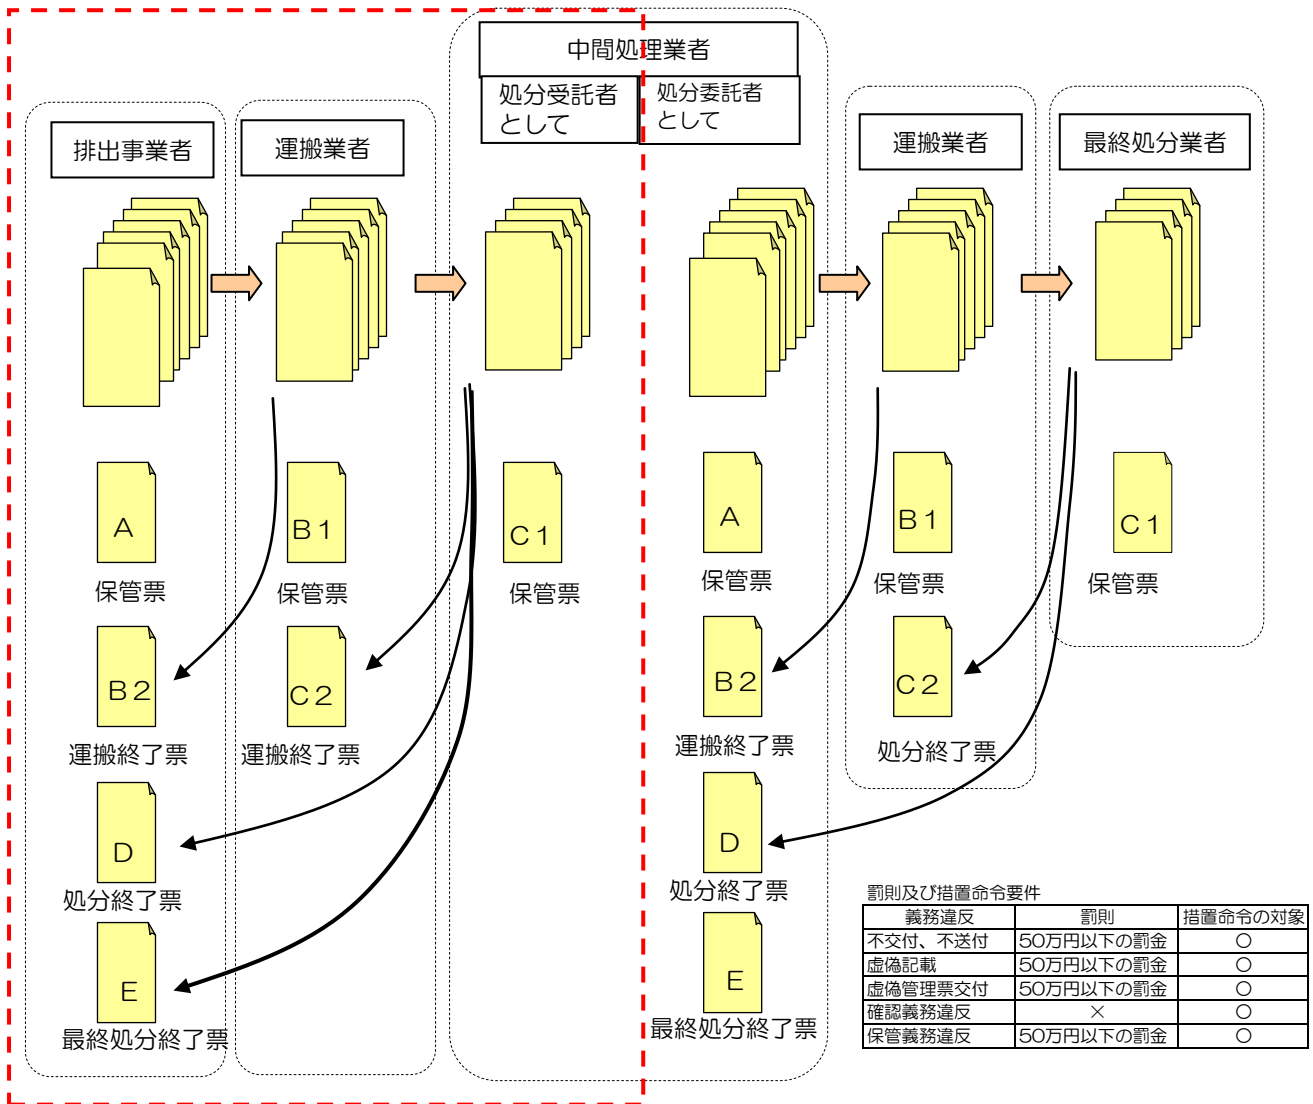 中間処理業者
処分受託者
として
処分委託者
として
排出事業者
運搬業者
運搬業者
最終処分業者
A
保管票
B1
保管票
C1
保管票
A
保管票
B1
保管票
C1
保管票
B2
運搬終了票
C2
運搬終了票
B2
運搬終了票
C2
処分終了票
D
処分終了票
D
処分終了票
E
最終処分終了票
E
最終処分終了票
罰則及び措置命令要件
義務違反 罰則 措置命令の対象
不交付、不送付 50万円以下の罰金 ○
虚偽記載 50万円以下の罰金 ○
虚偽管理票交付 50万円以下の罰金 ○
確認義務違反 × ○
保管義務違反 50万円以下の罰金 ○